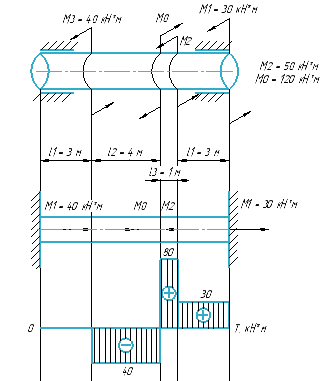 M1 = 30 кН*м
M3 = 40 кН*м
M0
M2
M2 = 50 кН*м
M0 = 120 кН*м
l1 = 3 м
l2 = 4 м
l1 = 3 м
l3 = 1 м
M1 = 40 кН*м
M0
M2
M1 = 30 кН*м
80
30
0
T, кН*м
40